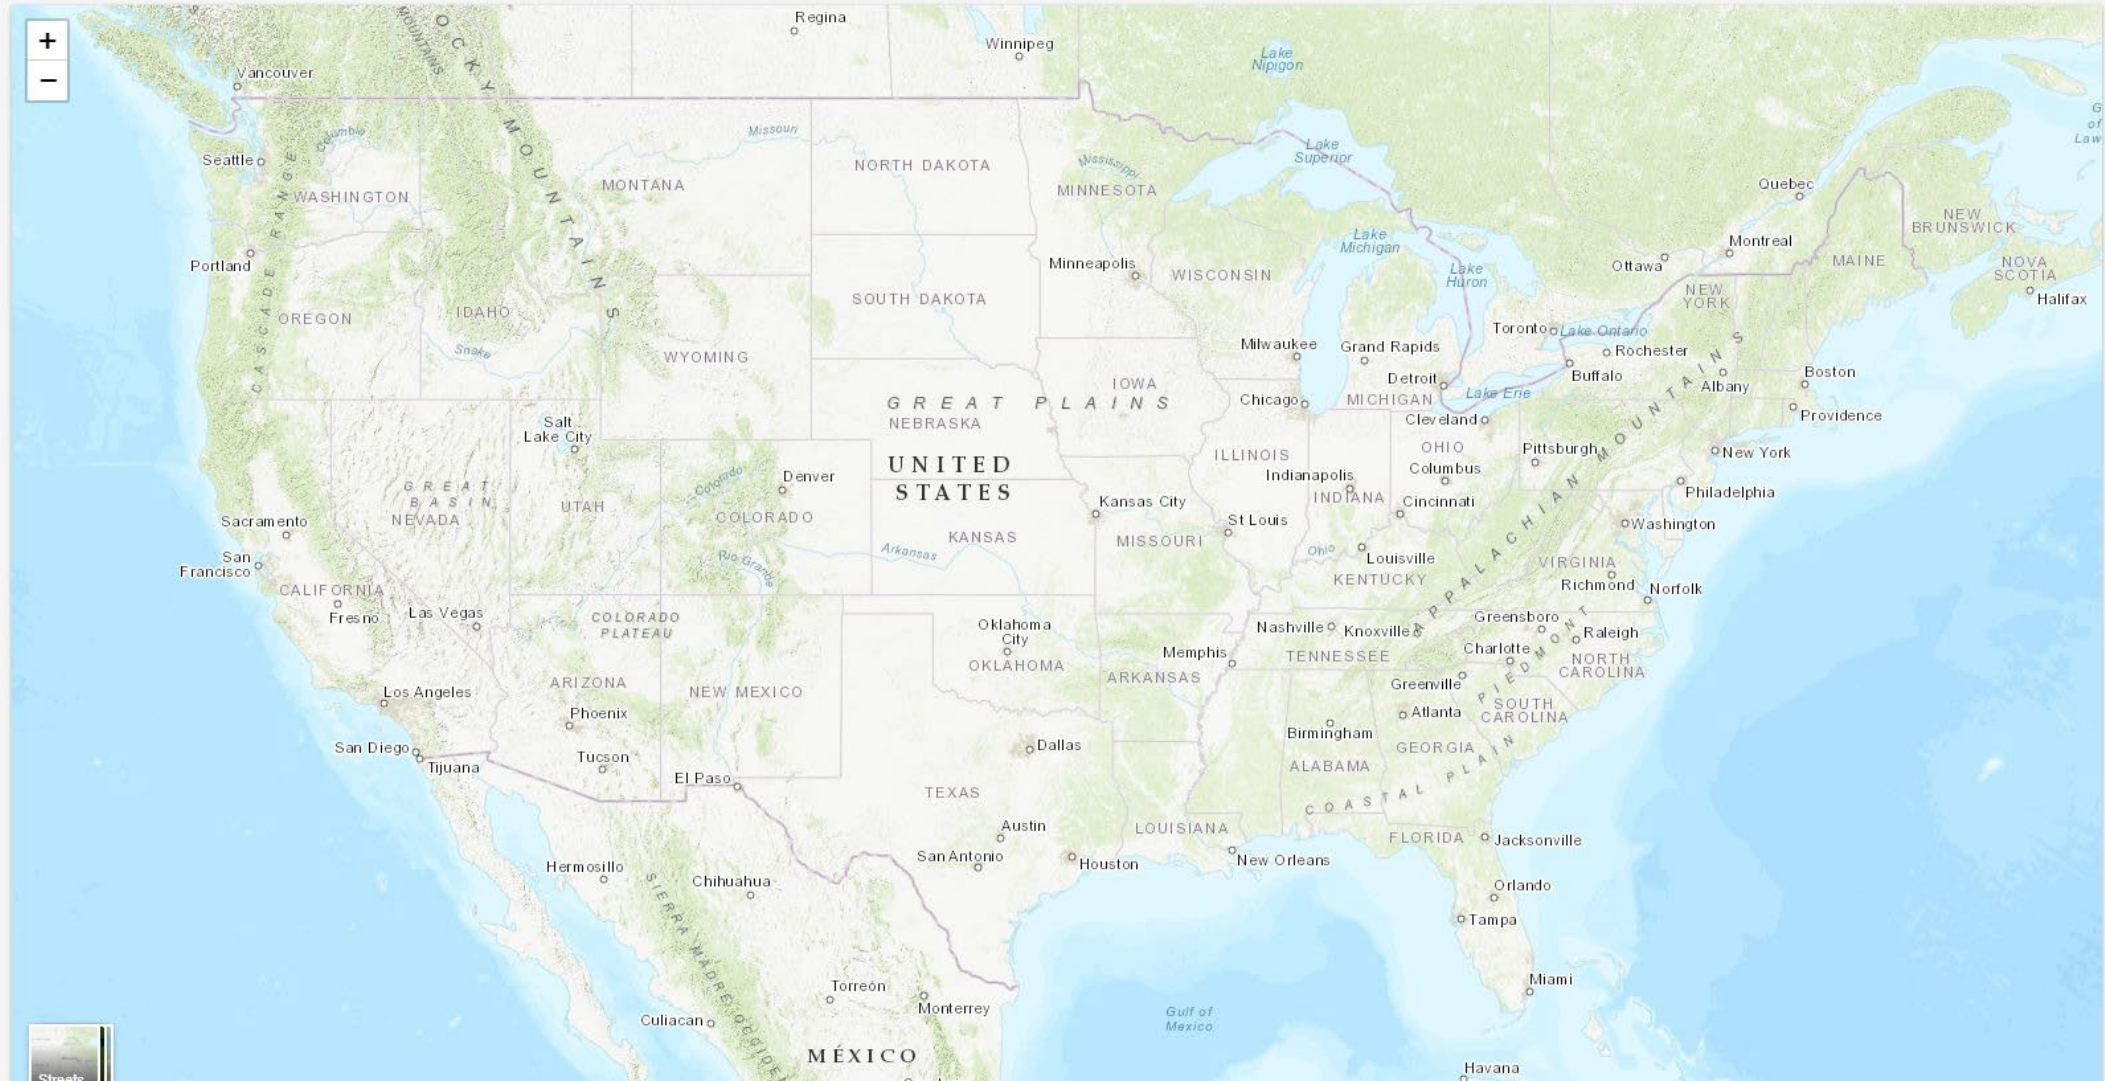 +
−
Regina
Winnipeg
Vancouver
ROCKY MOUNTAINS
MOUNTAINS
Lake
Nipigon
Columbia
Missouri
Seattle
CASCADE RANGE
WASHINGTON
MONTANA
NORTH DAKOTA
Mississippi
MINNESOTA
Lake
Superior
Quebec
NEW
BRUNSWICK
Portland
Minneapolis
WISCONSIN
Lake
Michigan
Lake
Huron
Ottawa
Montreal
MAINE
NOVA
SCOTIA
Halifax
OREGON
IDAHO
Snake
SOUTH DAKOTA
WYOMING
NEW
YORK
Toronto
Lake Ontario
Rochester
Milwaukee
Grand Rapids
Detroit
MICHIGAN
Lake Erie
Buffalo
Albany
Boston
Providence
IOWA
GREAT PLAINS
NEBRASKA
Chicago
Cleveland
OHIO
Pittsburgh
APPALACHIAN MOUNTAINS
New York
Salt
Lake City
Denver
Colorado
UNITED
STATES
ILLINOIS
Indianapolis
INDIANA
Columbus
Cincinnati
Philadelphia
Washington
GREAT
BASIN
NEVADA
UTAH
COLORADO
Kansas City
St Louis
KANSAS
MISSOURI
Sacramento
San
Francisco
CALIFORNIA
Fresno
Las Vegas
Rio Grande
Arkansas
Ohio
Louisville
KENTUCKY
VIRGINIA
Richmond
Norfolk
COLORADO
PLATEAU
Oklahoma
City
OKLAHOMA
Nashville
Knoxville
Greensboro
Raleigh
Memphis
TENNESSEE
Charlotte
NORTH
CAROLINA
PIEDMONT
Los Angeles
ARIZONA
NEW MEXICO
ARKANSAS
Greenville
SOUTH
CAROLINA
Phoenix
Atlanta
Birmingham
GEORGIA
San Diego
Tijuana
Tucson
El Paso
Dallas
ALABAMA
COASTAL PLAIN
TEXAS
Austin
LOUISIANA
FLORIDA
Jacksonville
San Antonio
Houston
New Orleans
Hermosillo
Chihuahua
SIERRA MADRE
Orlando
Tampa
Miami
Torreón
Monterrey
Culiacan
Gulf of
Mexico
MÉXICO
Havana
Streets